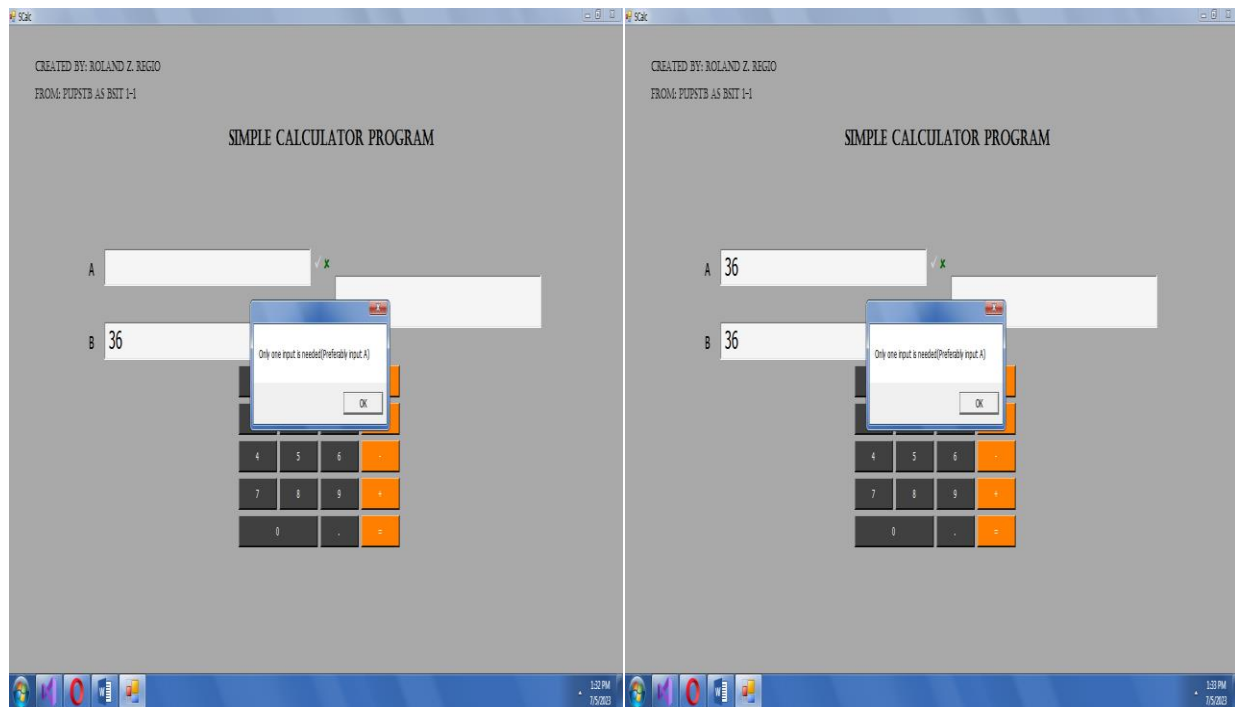 SCalc
CREATED BY: ROLAND Z. REGIO
FROM: PUPSTB AS BSIT 1-1
SIMPLE CALCULATOR PROGRAM
A
B 36
Only one input is needed(Preferably input A)
OK
4 5 6 -
7 8 9 +
0 . =
1:32 PM
7/5/2023
SCalc
CREATED BY: ROLAND Z. REGIO
FROM: PUPSTB AS BSIT 1-1
SIMPLE CALCULATOR PROGRAM
A 36
B 36
Only one input is needed(Preferably input A)
OK
4 5 6 -
7 8 9 +
0 . =
1:33 PM
7/5/2023